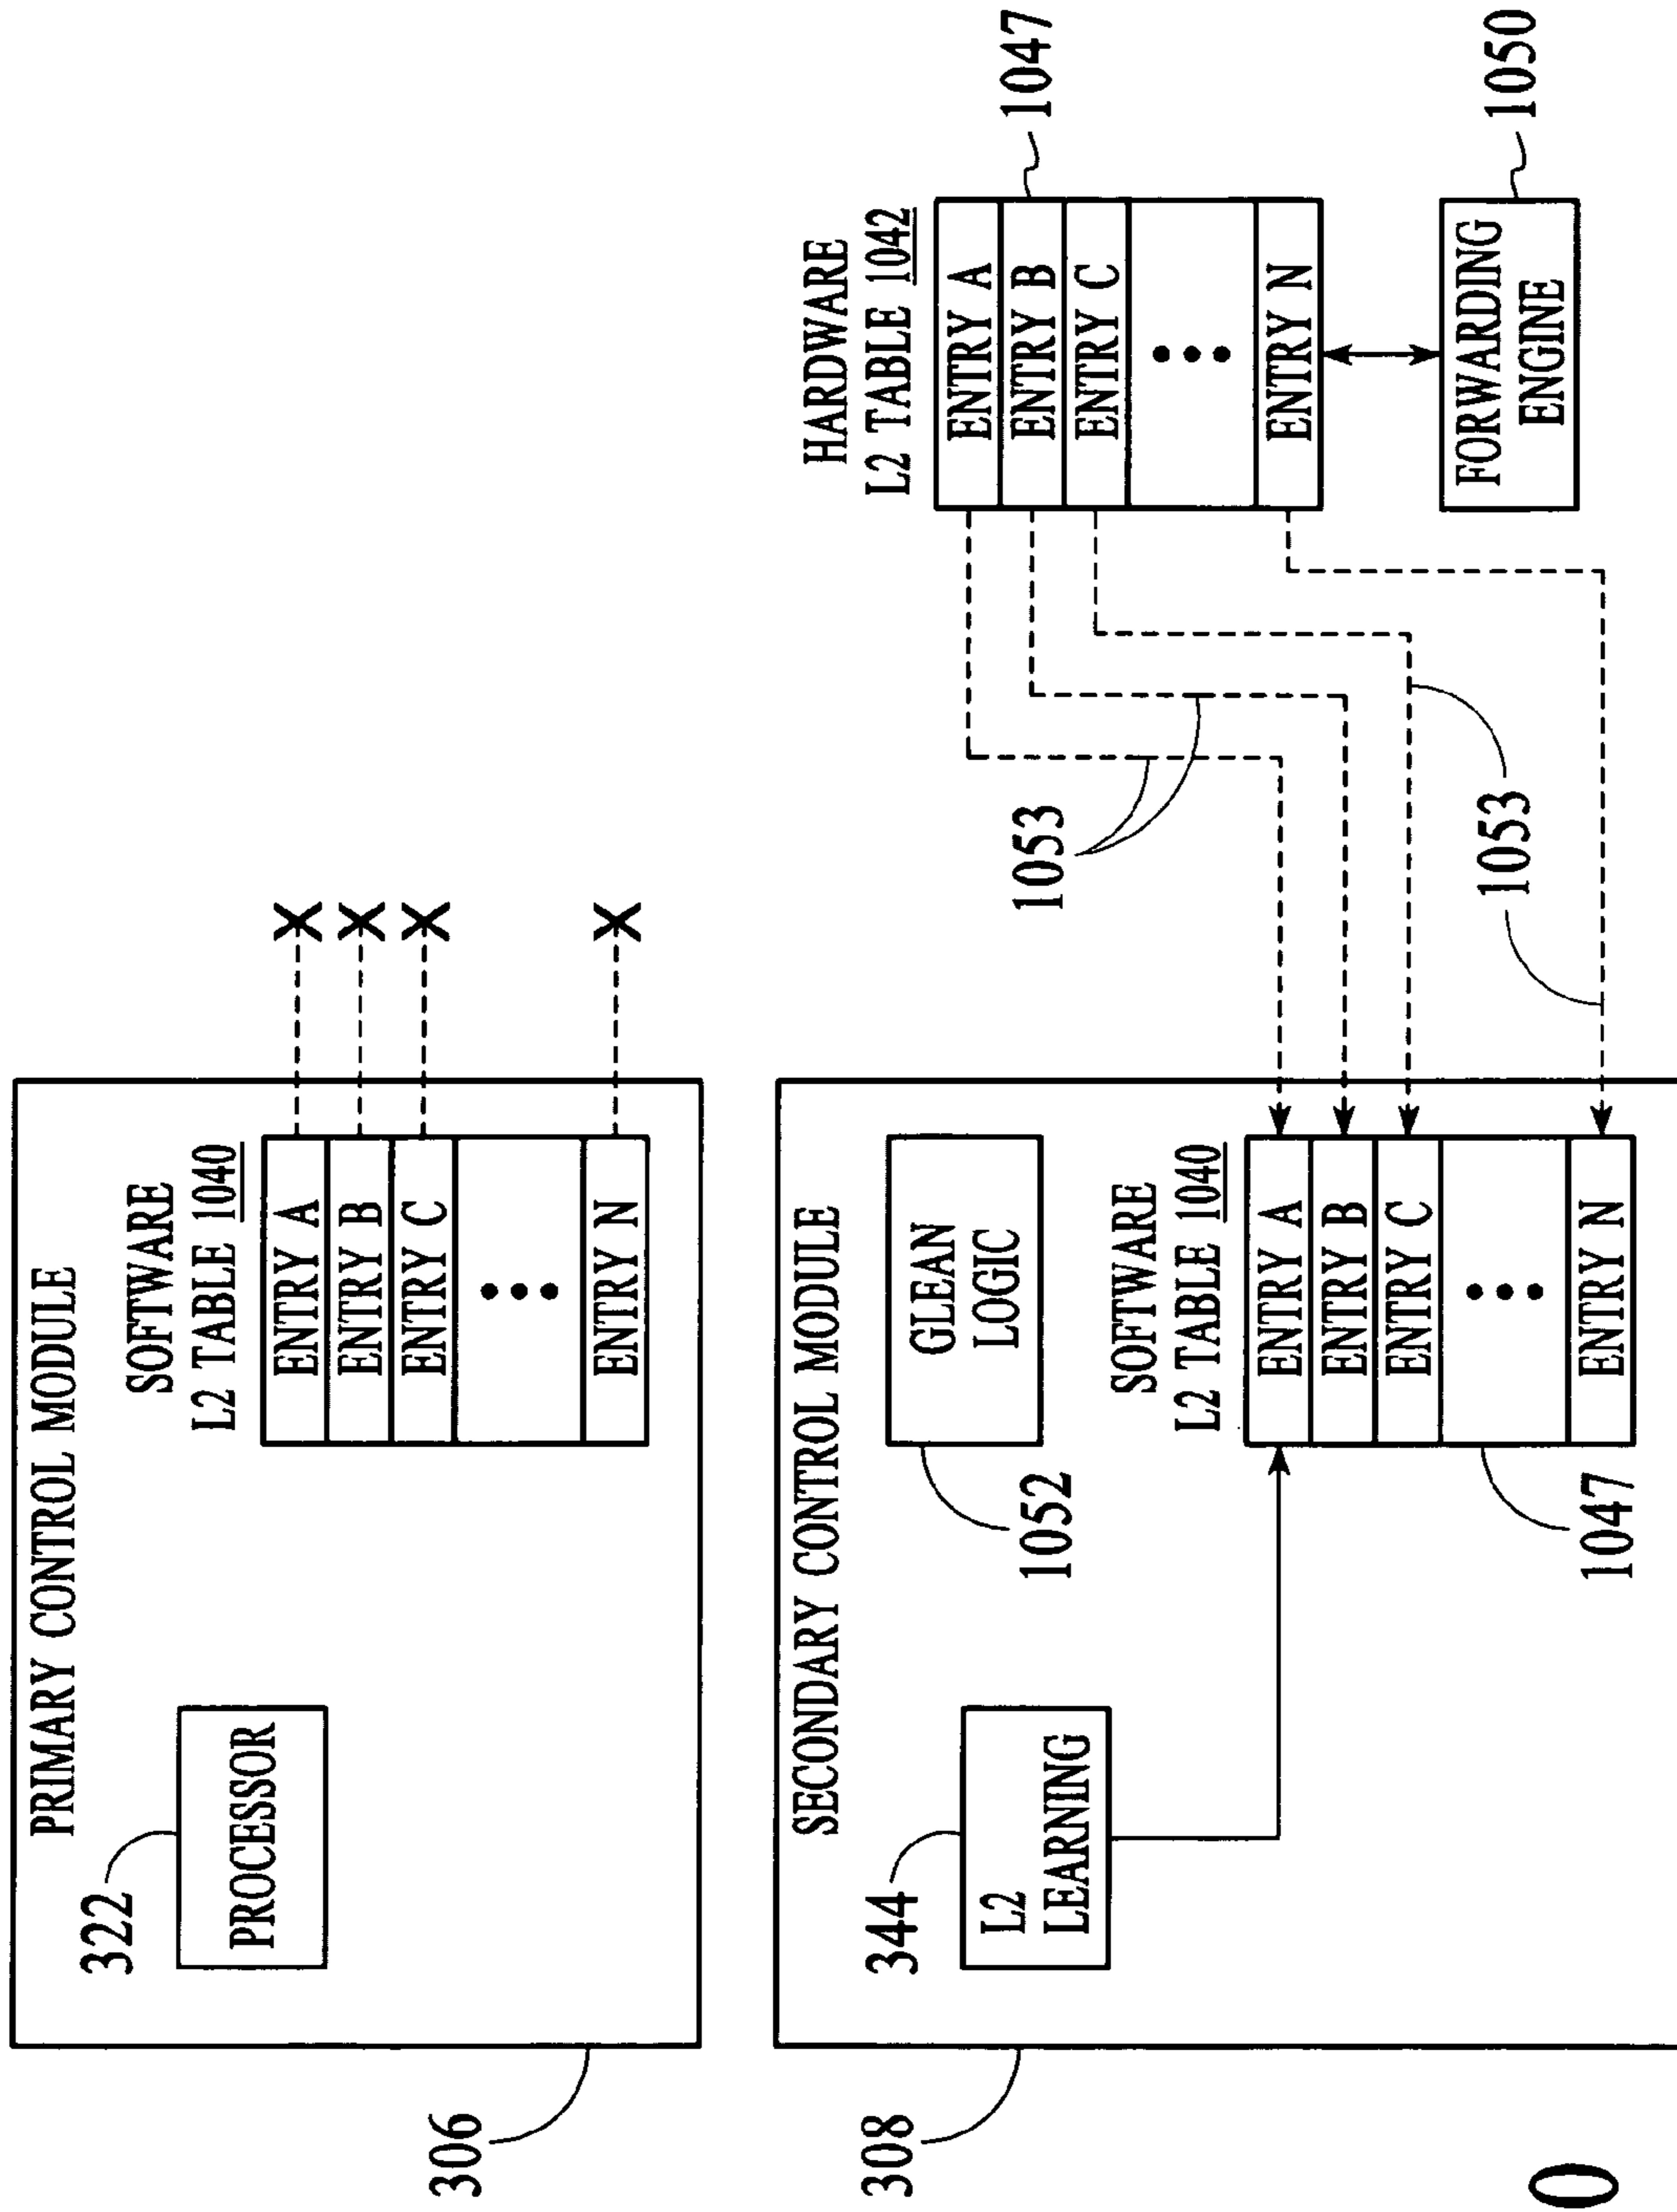 PRIMARY CONTROL MODULE
322
PROCESSOR
SOFTWARE
L2 TABLE 1040
ENTRY A
ENTRY B
ENTRY C
ENTRY N
X
X
X
X
306
SECONDARY CONTROL MODULE
344
L2
LEARNING
GLEAN
LOGIC
1052
SOFTWARE
L2 TABLE 1040
ENTRY A
ENTRY B
ENTRY C
ENTRY N
1047
308
1053
1053
HARDWARE
L2 TABLE 1042
ENTRY A
ENTRY B
ENTRY C
ENTRY N
1047
FORWARDING
ENGINE
1050
0